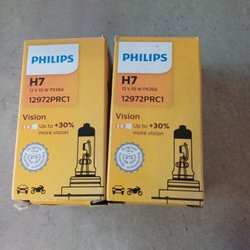 PHILIPS
H7
12 V 55 W PX26d
12972PRC1
Vision
Up to +30%
more vision
PHILIPS
H7
12 V 55 W PX26d
12972PRC1
Vision
Up to +30%
more vision